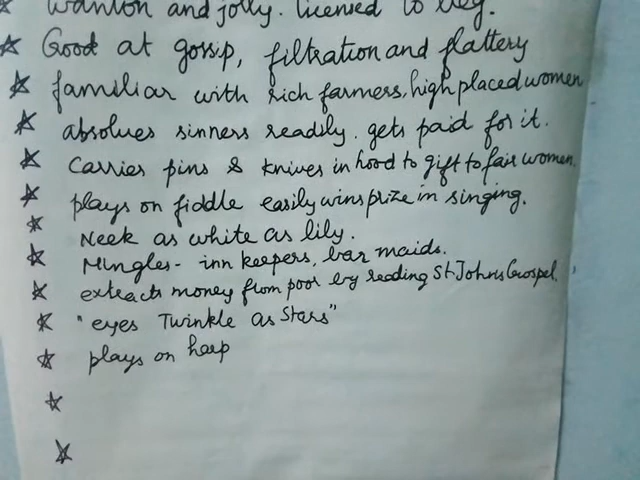 ☆ wanton and jolly. licensed to beg.
☆ Good at gossip, filtration and flattery
☆ familiar with rich farmers, high placed women
☆ absolves sinners readily. gets paid for it.
☆ Carries pins & knives in hood to gift to fair women.
☆ plays on fiddle easily wins prize in singing.
☆ Neek as white as lily.
☆ Mingles - inn keepers, bar maids.
☆ extracts money from poor by reading St. Johns Gospel.
☆ "eyes Twinkle as Stars"
☆ plays on harp
☆
☆